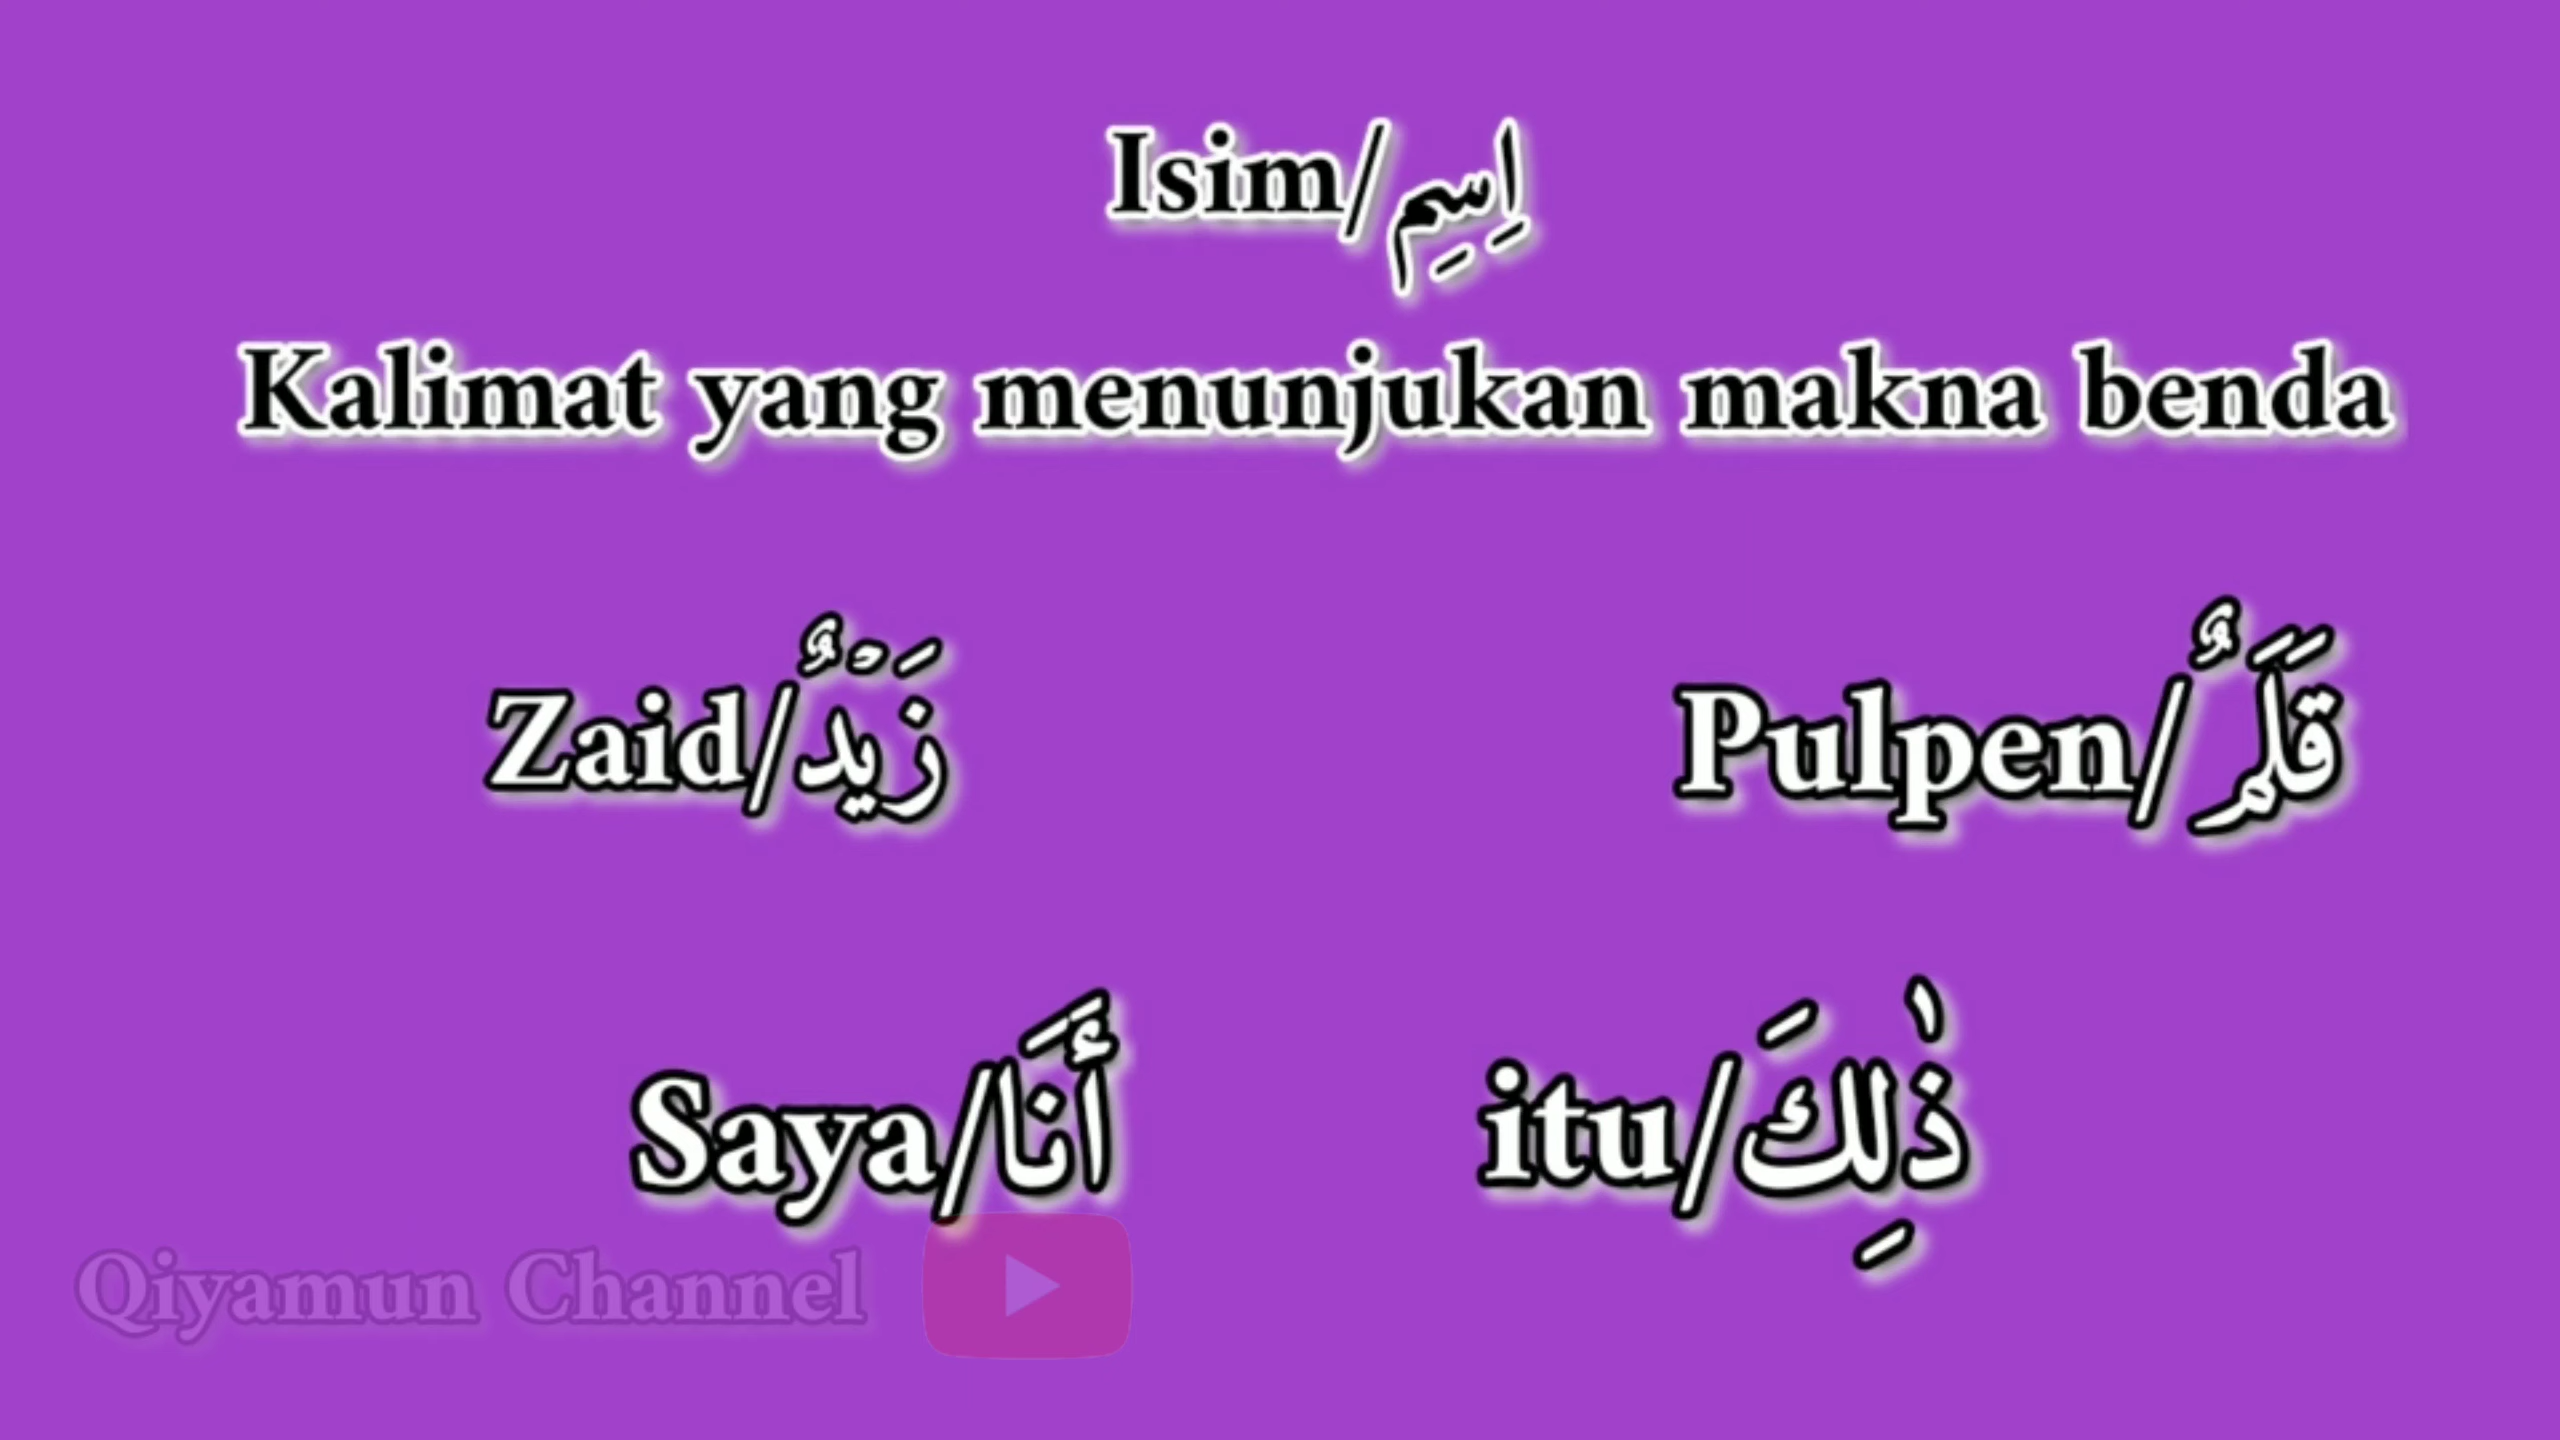 Isim/اِسِم
Kalimat yang menunjukan makna benda
Zaid/زَيْدٌ
Pulpen/قَلَمٌ
Saya/أَنَا
itu/ذٰلِكَ
Qiyamun Channel